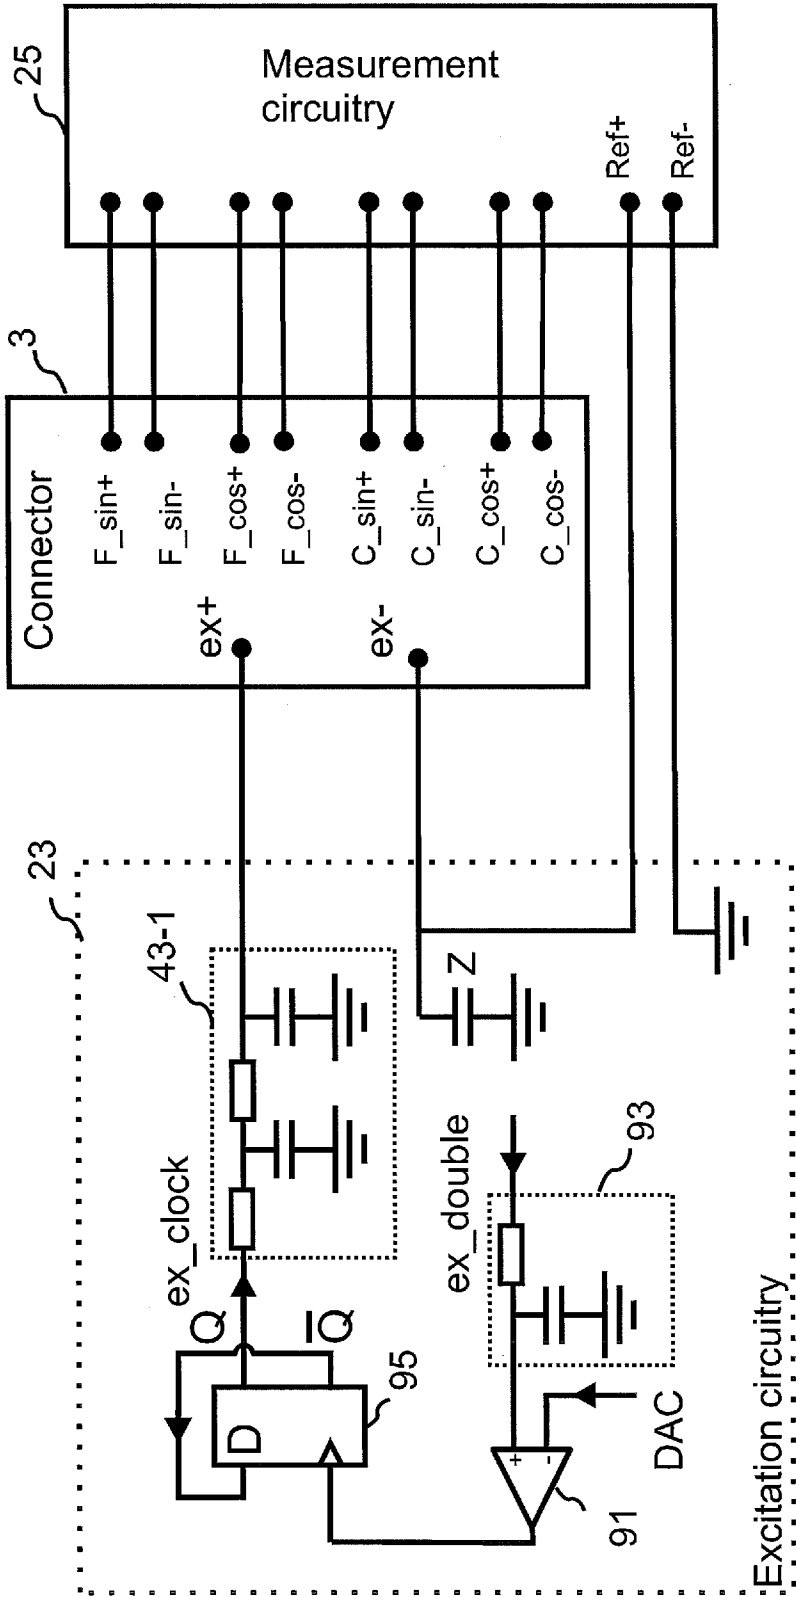 25
Measurement
circuitry
Ref+
Ref-
3
Connector
F_sin+
F_sin-
F_cos+
F_cos-
C_sin+
C_sin-
C_cos+
C_cos-
ex+
ex-
23
43-1
Z
ex_clock
ex_double
93
Q
Q̅
D
95
+
-
DAC
91
Excitation circuitry